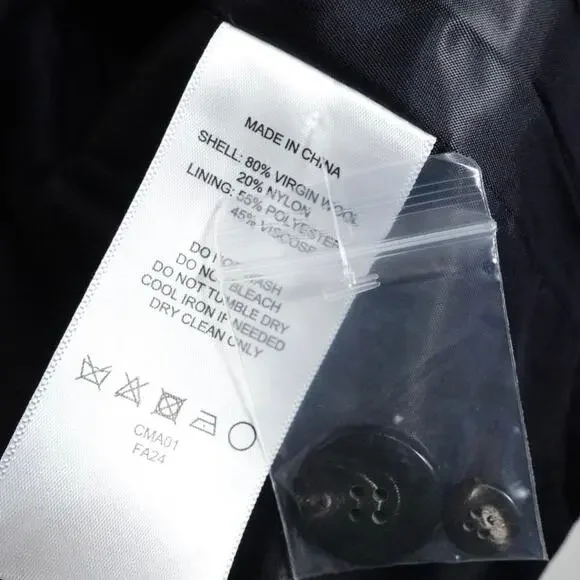 MADE IN CHINA
SHELL: 80% VIRGIN WOOL
20% NYLON
LINING: 55% POLYESTER
45% VISCOSE
DO NOT WASH
DO NOT BLEACH
DO NOT TUMBLE DRY
COOL IRON IF NEEDED
DRY CLEAN ONLY
CMA01
FA24